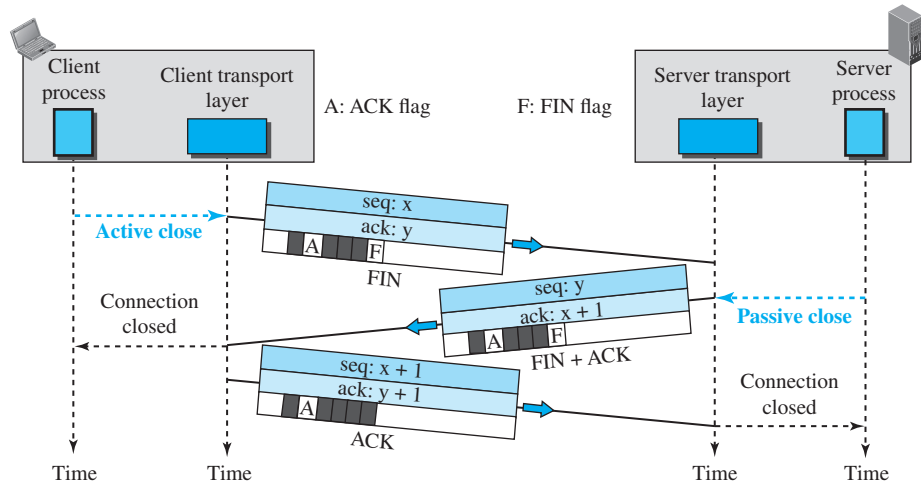 Client
process
Client transport
layer
A: ACK flag
F: FIN flag
Server transport
layer
Server
process
Active close
seq: x
ack: y
A
F
FIN
Connection
closed
seq: y
ack: x + 1
A
F
FIN + ACK
Passive close
seq: x + 1
ack: y + 1
A
ACK
Connection
closed
Time
Time
Time
Time